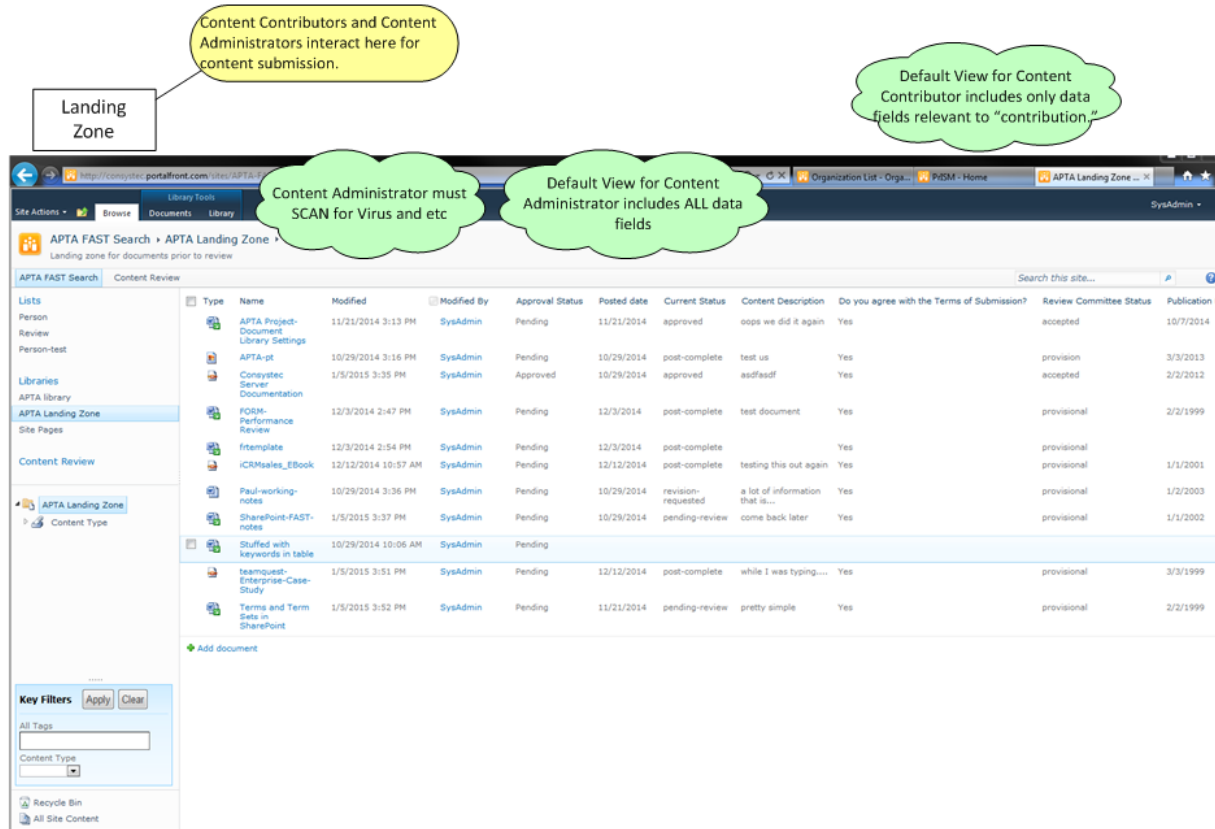 Content Contributors and Content
Administrators interact here for
content submission.
Landing
Zone
Default View for Content
Contributor includes only data
fields relevant to “contribution.”
Content Administrator must
SCAN for Virus and etc
Default View for Content
Administrator includes ALL data
fields
http://consystec.portalfront.com/sites/APTA-FA
Organization List - Orga...
PrISM - Home
APTA Landing Zone ...
Library Tools
Site Actions
Browse
Documents
Library
SysAdmin
APTA FAST Search › APTA Landing Zone ›
Landing zone for documents prior to review
APTA FAST Search
Content Review
Search this site...
Lists
Person
Review
Person-test
Libraries
APTA library
APTA Landing Zone
Site Pages
Content Review
APTA Landing Zone
Content Type
Type Name Modified Modified By Approval Status Posted date Current Status Content Description Do you agree with the Terms of Submission? Review Committee Status Publication
APTA Project- 11/21/2014 3:13 PM SysAdmin Pending 11/21/2014 approved oops we did it again Yes accepted 10/7/2014
Document
Library Settings
APTA-pt 10/29/2014 3:16 PM SysAdmin Pending 10/29/2014 post-complete test us Yes provision 3/3/2013
Consystec 1/5/2015 3:35 PM SysAdmin Approved 10/29/2014 approved asdfasdf Yes accepted 2/2/2012
Server
Documentation
FORM- 12/3/2014 2:47 PM SysAdmin Pending 12/3/2014 post-complete test document Yes provisional 2/2/1999
Performance
Review
frtemplate 12/3/2014 2:54 PM SysAdmin Pending 12/3/2014 post-complete Yes provisional
iCRMsales_EBook 12/12/2014 10:57 AM SysAdmin Pending 12/12/2014 post-complete testing this out again Yes provisional 1/1/2001
Paul-working- 10/29/2014 3:36 PM SysAdmin Pending 10/29/2014 revision- a lot of information Yes provisional 1/2/2003
notes requested that is...
SharePoint-FAST- 1/5/2015 3:37 PM SysAdmin Pending 10/29/2014 pending-review come back later Yes provisional 1/1/2002
notes
Stuffed with 10/29/2014 10:06 AM SysAdmin Pending
keywords in table
teamquest- 1/5/2015 3:51 PM SysAdmin Pending 12/12/2014 post-complete while I was typing.... Yes provisional 3/3/1999
Enterprise-Case-
Study
Terms and Term 1/5/2015 3:52 PM SysAdmin Pending 11/21/2014 pending-review pretty simple Yes provisional 2/2/1999
Sets in
SharePoint
Add document
Key Filters Apply Clear
All Tags
Content Type
Recycle Bin
All Site Content